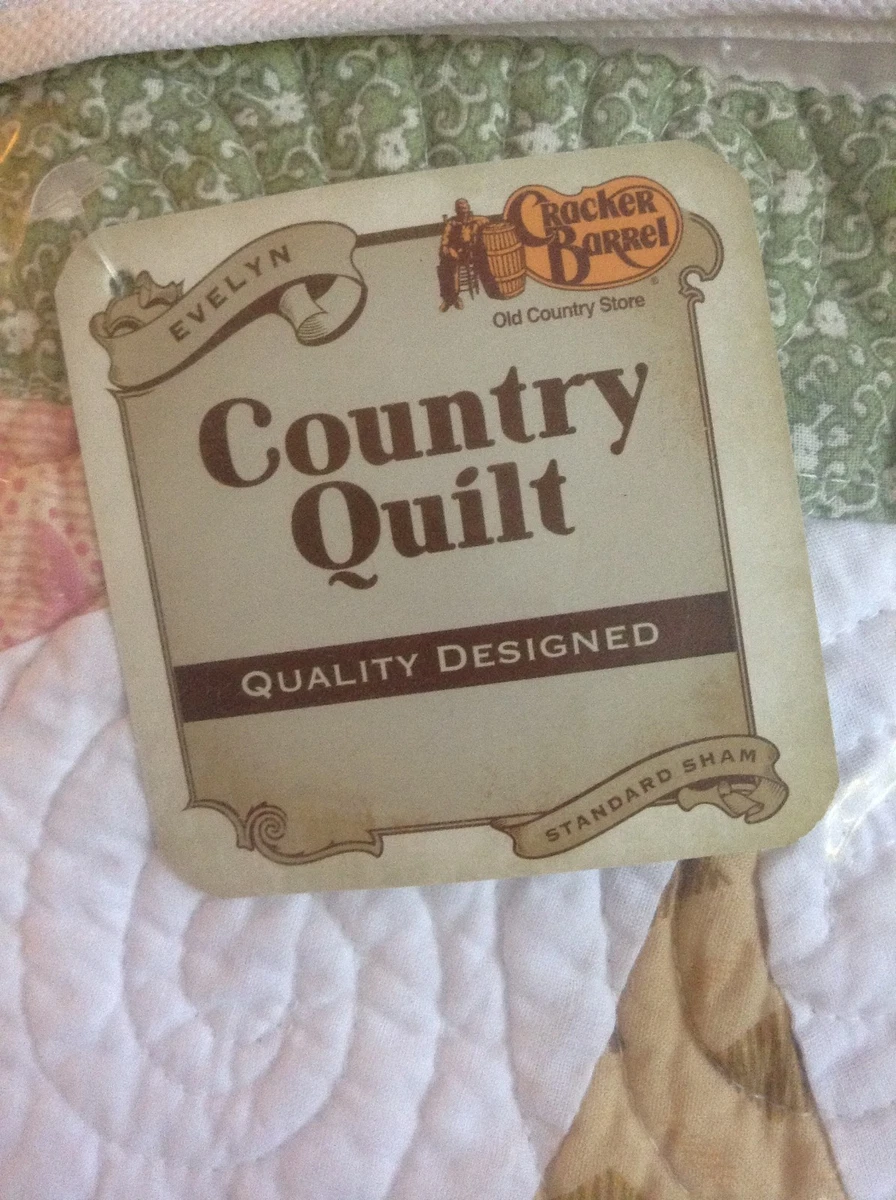 EVELYN
Cracker
Barrel
®
Old Country Store
Country
Quilt
QUALITY DESIGNED
STANDARD SHAM